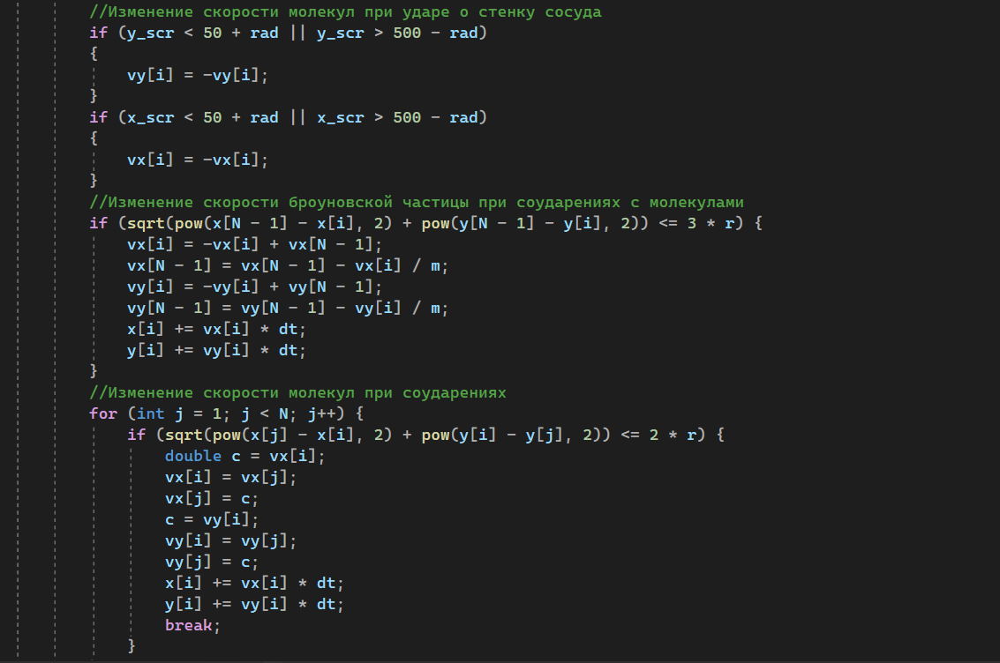 //Изменение скорости молекул при ударе о стенку сосуда
if (y_scr < 50 + rad || y_scr > 500 - rad)
{
vy[i] = -vy[i];
}
if (x_scr < 50 + rad || x_scr > 500 - rad)
{
vx[i] = -vx[i];
}
//Изменение скорости броуновской частицы при соударениях с молекулами
if (sqrt(pow(x[N - 1] - x[i], 2) + pow(y[N - 1] - y[i], 2)) <= 3 * r) {
vx[i] = -vx[i] + vx[N - 1];
vx[N - 1] = vx[N - 1] - vx[i] / m;
vy[i] = -vy[i] + vy[N - 1];
vy[N - 1] = vy[N - 1] - vy[i] / m;
x[i] += vx[i] * dt;
y[i] += vy[i] * dt;
}
//Изменение скорости молекул при соударениях
for (int j = 1; j < N; j++) {
if (sqrt(pow(x[j] - x[i], 2) + pow(y[i] - y[j], 2)) <= 2 * r) {
double c = vx[i];
vx[i] = vx[j];
vx[j] = c;
c = vy[i];
vy[i] = vy[j];
vy[j] = c;
x[i] += vx[i] * dt;
y[i] += vy[i] * dt;
break;
}